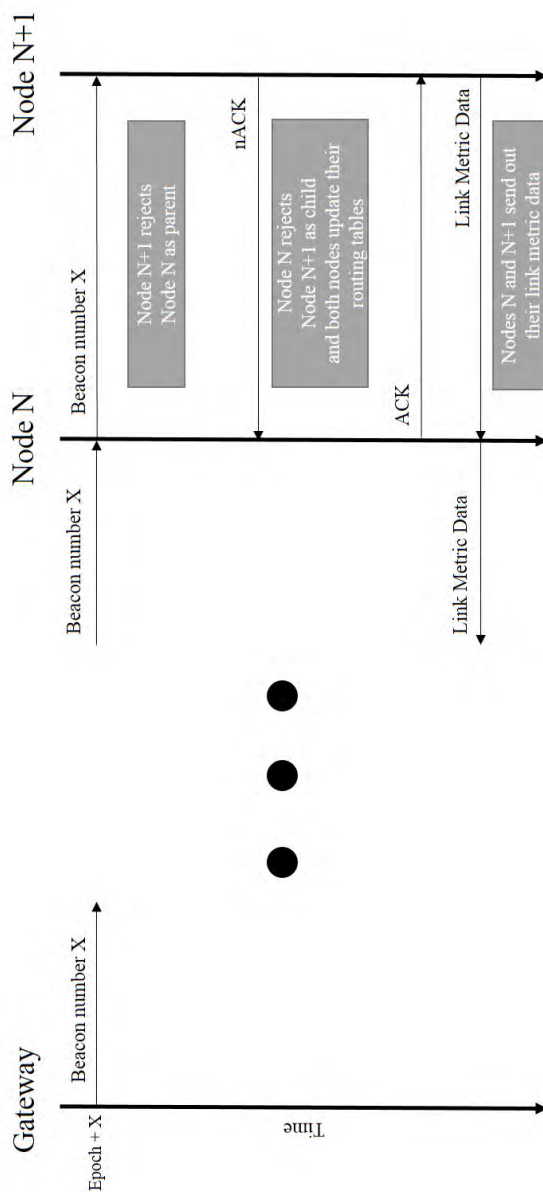 Gateway
Node N
Node N+1
Epoch + X
Beacon number X
Beacon number X
Beacon number X
Node N+1 rejects
Node N as parent
nACK
Node N rejects
Node N+1 as child
and both nodes update their
routing tables
Time
ACK
Link Metric Data
Link Metric Data
Nodes N and N+1 send out
their link metric data